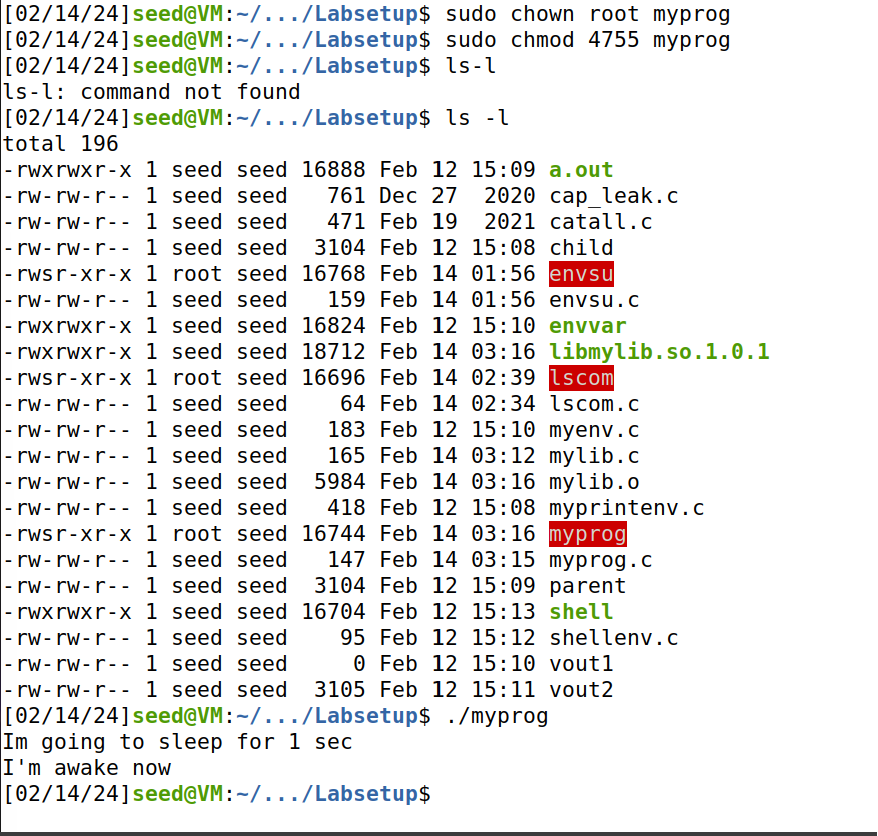 [02/14/24]seed@VM:~/.../Labsetup$ sudo chown root myprog
[02/14/24]seed@VM:~/.../Labsetup$ sudo chmod 4755 myprog
[02/14/24]seed@VM:~/.../Labsetup$ ls-l
ls-l: command not found
[02/14/24]seed@VM:~/.../Labsetup$ ls -l
total 196
-rwxrwxr-x 1 seed seed 16888 Feb 12 15:09 a.out
-rw-rw-r-- 1 seed seed   761 Dec 27  2020 cap_leak.c
-rw-rw-r-- 1 seed seed   471 Feb 19  2021 catall.c
-rw-rw-r-- 1 seed seed  3104 Feb 12 15:08 child
-rwsr-xr-x 1 root seed 16768 Feb 14 01:56 envsu
-rw-rw-r-- 1 seed seed   159 Feb 14 01:56 envsu.c
-rwxrwxr-x 1 seed seed 16824 Feb 12 15:10 envvar
-rwxrwxr-x 1 seed seed 18712 Feb 14 03:16 libmylib.so.1.0.1
-rwsr-xr-x 1 root seed 16696 Feb 14 02:39 lscom
-rw-rw-r-- 1 seed seed    64 Feb 14 02:34 lscom.c
-rw-rw-r-- 1 seed seed   183 Feb 12 15:10 myenv.c
-rw-rw-r-- 1 seed seed   165 Feb 14 03:12 mylib.c
-rw-rw-r-- 1 seed seed  5984 Feb 14 03:16 mylib.o
-rw-rw-r-- 1 seed seed   418 Feb 12 15:08 myprintenv.c
-rwsr-xr-x 1 root seed 16744 Feb 14 03:16 myprog
-rw-rw-r-- 1 seed seed   147 Feb 14 03:15 myprog.c
-rw-rw-r-- 1 seed seed  3104 Feb 12 15:09 parent
-rwxrwxr-x 1 seed seed 16704 Feb 12 15:13 shell
-rw-rw-r-- 1 seed seed    95 Feb 12 15:12 shellenv.c
-rw-rw-r-- 1 seed seed     0 Feb 12 15:10 vout1
-rw-rw-r-- 1 seed seed  3105 Feb 12 15:11 vout2
[02/14/24]seed@VM:~/.../Labsetup$ ./myprog
Im going to sleep for 1 sec
I'm awake now
[02/14/24]seed@VM:~/.../Labsetup$